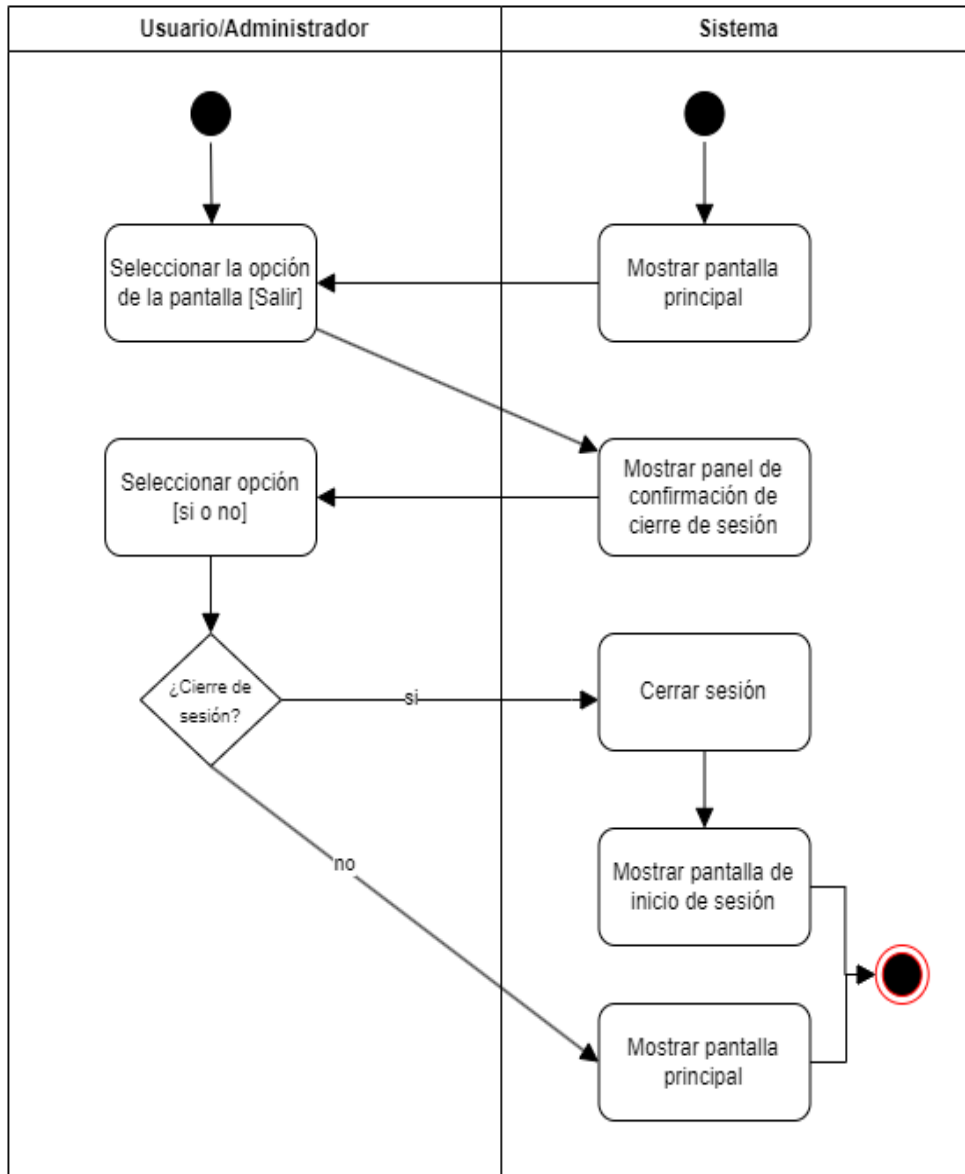 Usuario/Administrador
Sistema
Seleccionar la opción
de la pantalla [Salir]
Mostrar pantalla
principal
Seleccionar opción
[si o no]
Mostrar panel de
confirmación de
cierre de sesión
¿Cierre de
sesión?
si
Cerrar sesión
no
Mostrar pantalla de
inicio de sesión
Mostrar pantalla
principal